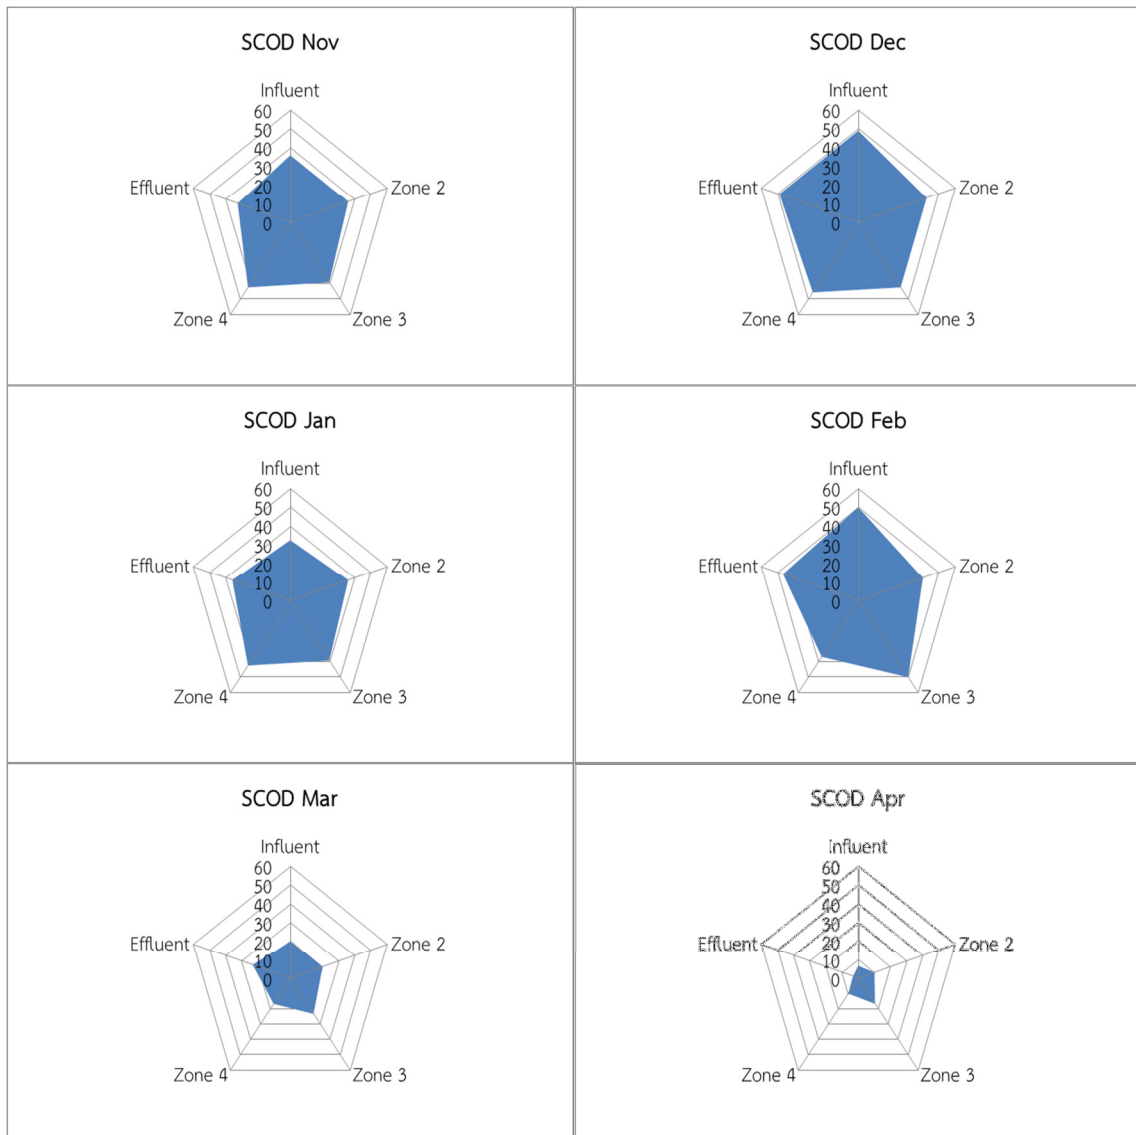 SCOD Nov
Influent
60
50
40
30
20
10
0
Effluent
Zone 2
Zone 4
Zone 3
SCOD Dec
Influent
60
50
40
30
20
10
0
Effluent
Zone 2
Zone 4
Zone 3
SCOD Jan
Influent
60
50
40
30
20
10
0
Effluent
Zone 2
Zone 4
Zone 3
SCOD Feb
Influent
60
50
40
30
20
10
0
Effluent
Zone 2
Zone 4
Zone 3
SCOD Mar
Influent
60
50
40
30
20
10
0
Effluent
Zone 2
Zone 4
Zone 3
SCOD Apr
Influent
60
50
40
30
20
10
0
Effluent
Zone 2
Zone 4
Zone 3